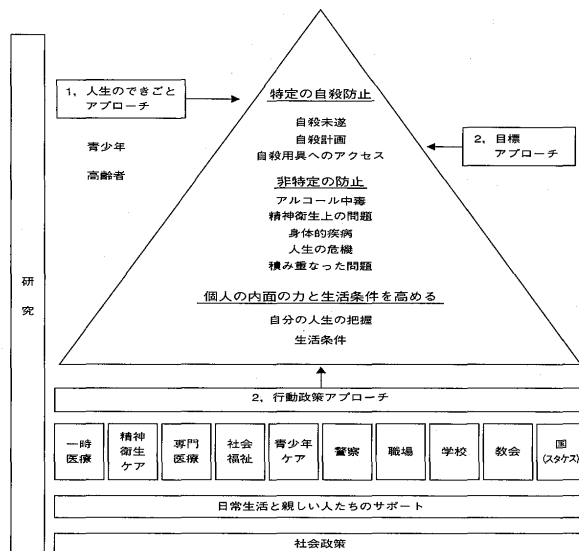 1, 人生のできごと
アプローチ
青少年
高齢者
特定の自殺防止
自殺未遂
自殺計画
自殺用具へのアクセス
2, 目標
アプローチ
非特定の防止
アルコール中毒
精神衛生上の問題
身体的疾病
人生の危機
積み重なった問題
個人の内面の力と生活条件を高める
自分の人生の把握
生活条件
研
究
2, 行動政策アプローチ
一時
医療
精神
衛生
ケア
専門
医療
社会
福祉
青少年
ケア
警察
職場
学校
教会
国
(スタケス)
日常生活と親しい人たちのサポート
社会政策